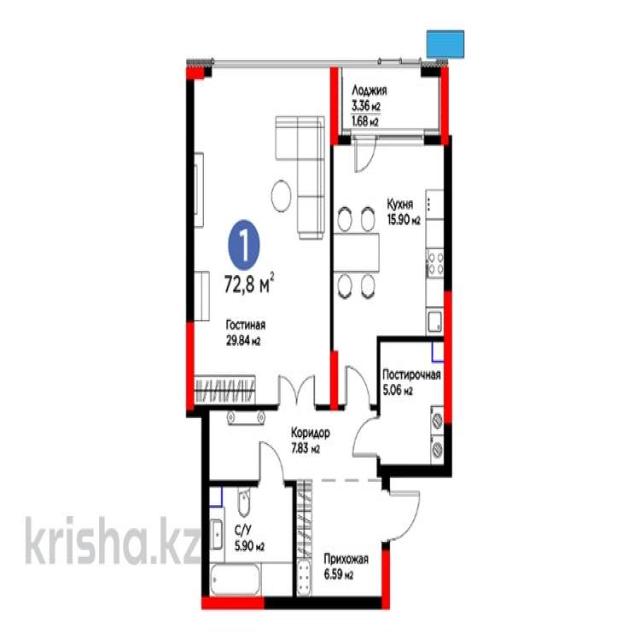 Лоджия
3.36 м2
1.68 м2
Кухня
15.90 м2
1
72,8 м2
Гостиная
29.84 м2
Постирочная
5.06 м2
Коридор
7.83 м2
С/У
5.90 м2
Прихожая
6.59 м2
krisha.kz